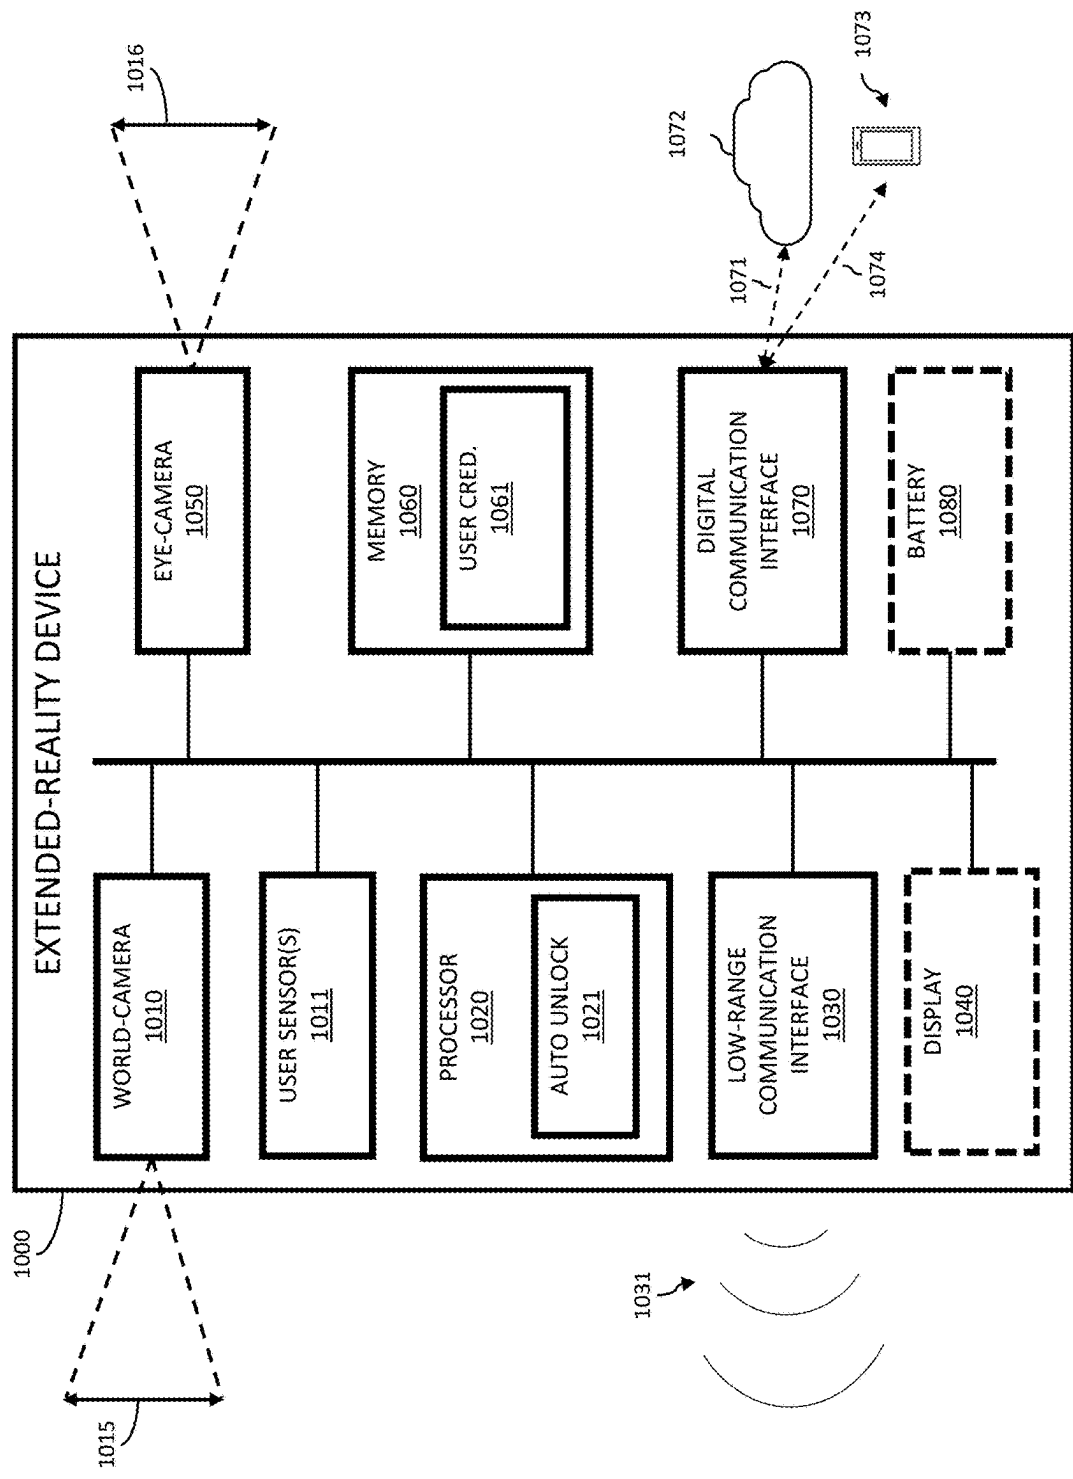 EXTENDED-REALITY DEVICE
1000
1015
WORLD-CAMERA
1010
USER SENSOR(S)
1011
PROCESSOR
1020
AUTO UNLOCK
1021
LOW-RANGE
COMMUNICATION
INTERFACE
1030
1031
DISPLAY
1040
EYE-CAMERA
1050
1016
MEMORY
1060
USER CRED.
1061
DIGITAL
COMMUNICATION
INTERFACE
1070
1071
1072
1073
1074
BATTERY
1080